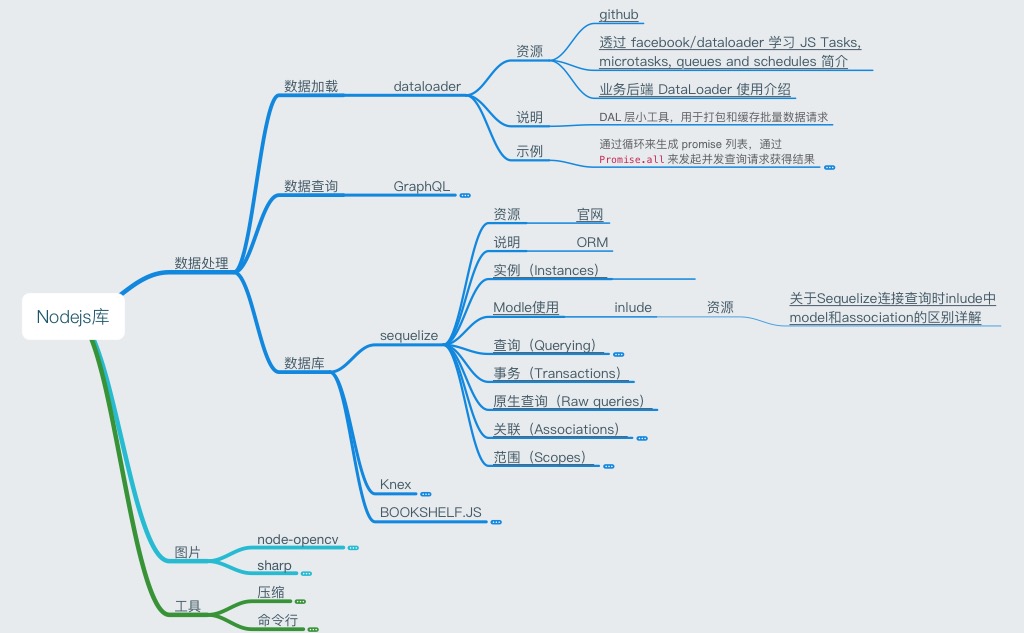 Nodejs库
数据处理
数据加载
dataloader
资源
github
透过 facebook/dataloader 学习 JS Tasks,
microtasks, queues and schedules 简介
业务后端 DataLoader 使用介绍
说明
DAL 层小工具，用于打包和缓存批量数据请求
示例
通过循环来生成 promise 列表，通过
Promise.all 来发起并发查询请求获得结果
数据查询
GraphQL
数据库
sequelize
资源
官网
说明
ORM
实例（Instances）
Modle使用
inlude
资源
关于Sequelize连接查询时inlude中
model和association的区别详解
查询（Querying）
事务（Transactions）
原生查询（Raw queries）
关联（Associations）
范围（Scopes）
Knex
BOOKSHELF.JS
图片
node-opencv
sharp
工具
压缩
命令行